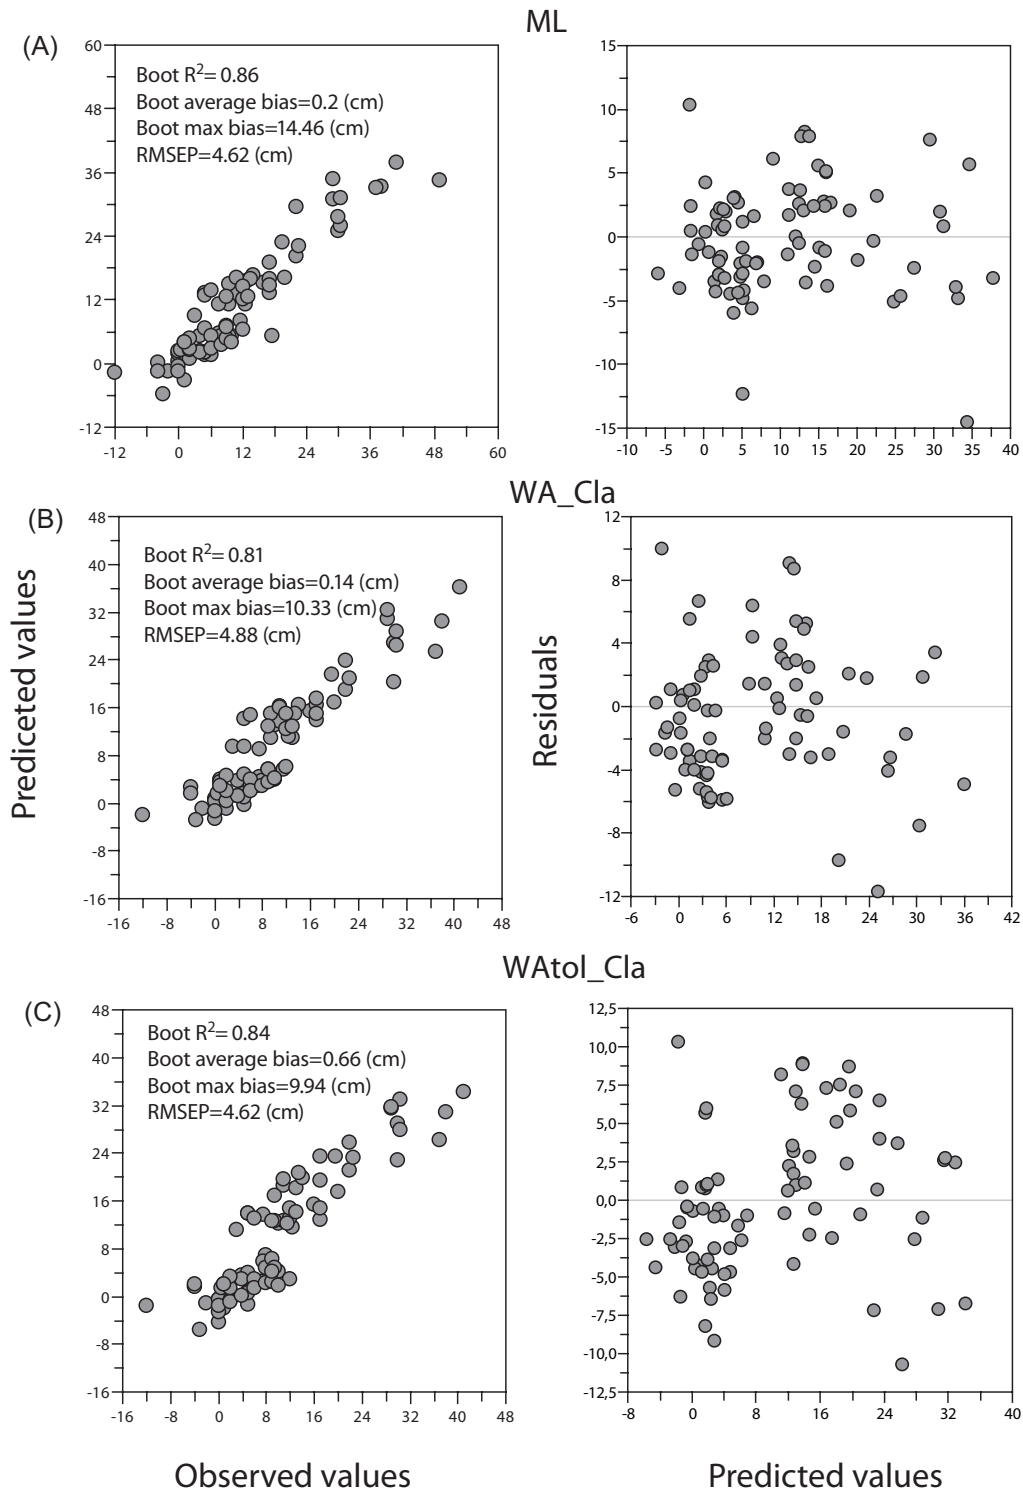 ML
(A)
60
48
36
24
12
0
-12
Boot R²= 0.86
Boot average bias=0.2 (cm)
Boot max bias=14.46 (cm)
RMSEP=4.62 (cm)
-12 0 12 24 36 48 60
15
10
5
0
-5
-10
-15
-10 -5 0 5 10 15 20 25 30 35 40
WA_Cla
(B)
48
40
32
24
16
8
0
-8
-16
Boot R²= 0.81
Boot average bias=0.14 (cm)
Boot max bias=10.33 (cm)
RMSEP=4.88 (cm)
-16 -8 0 8 16 24 32 40 48
Prediceted values
Residuals
12
8
4
0
-4
-8
-12
-6 0 6 12 18 24 30 36 42
WAtol_Cla
(C)
48
40
32
24
16
8
0
-8
-16
Boot R²= 0.84
Boot average bias=0.66 (cm)
Boot max bias=9.94 (cm)
RMSEP=4.62 (cm)
-16 -8 0 8 16 24 32 40 48
12,5
10,0
7,5
5,0
2,5
0,0
-2,5
-5,0
-7,5
-10,0
-12,5
-8 0 8 16 24 32 40
Observed values
Predicted values